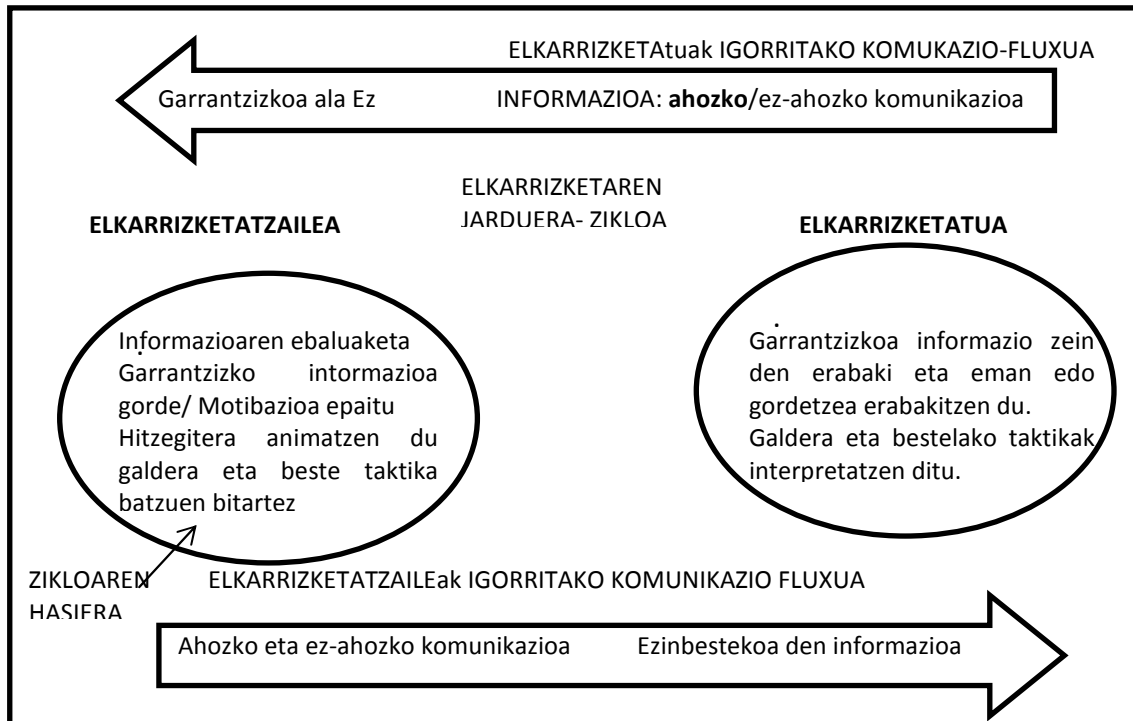 ELKARRIZKETAtuak IGORRITAKO KOMUKAZIO-FLUXUA
Garrantzizkoa ala Ez INFORMAZIOA: ahozko/ez-ahozko komunikazioa
ELKARRIZKETAREN
JARDUERA- ZIKLOA
ELKARRIZKETATZAILEA
ELKARRIZKETATUA
Informazioaren ebaluaketa
Garrantzizko intormazioa
gorde/ Motibazioa epaitu
Hitzegitera animatzen du
galdera eta beste taktika
batzuen bitartez
Garrantzizkoa informazio zein
den erabaki eta eman edo
gordetzea erabakitzen du.
Galdera eta bestelako taktikak
interpretatzen ditu.
ZIKLOAREN
HASIERA
ELKARRIZKETATZAILEak IGORRITAKO KOMUNIKAZIO FLUXUA
Ahozko eta ez-ahozko komunikazioa Ezinbestekoa den informazioa